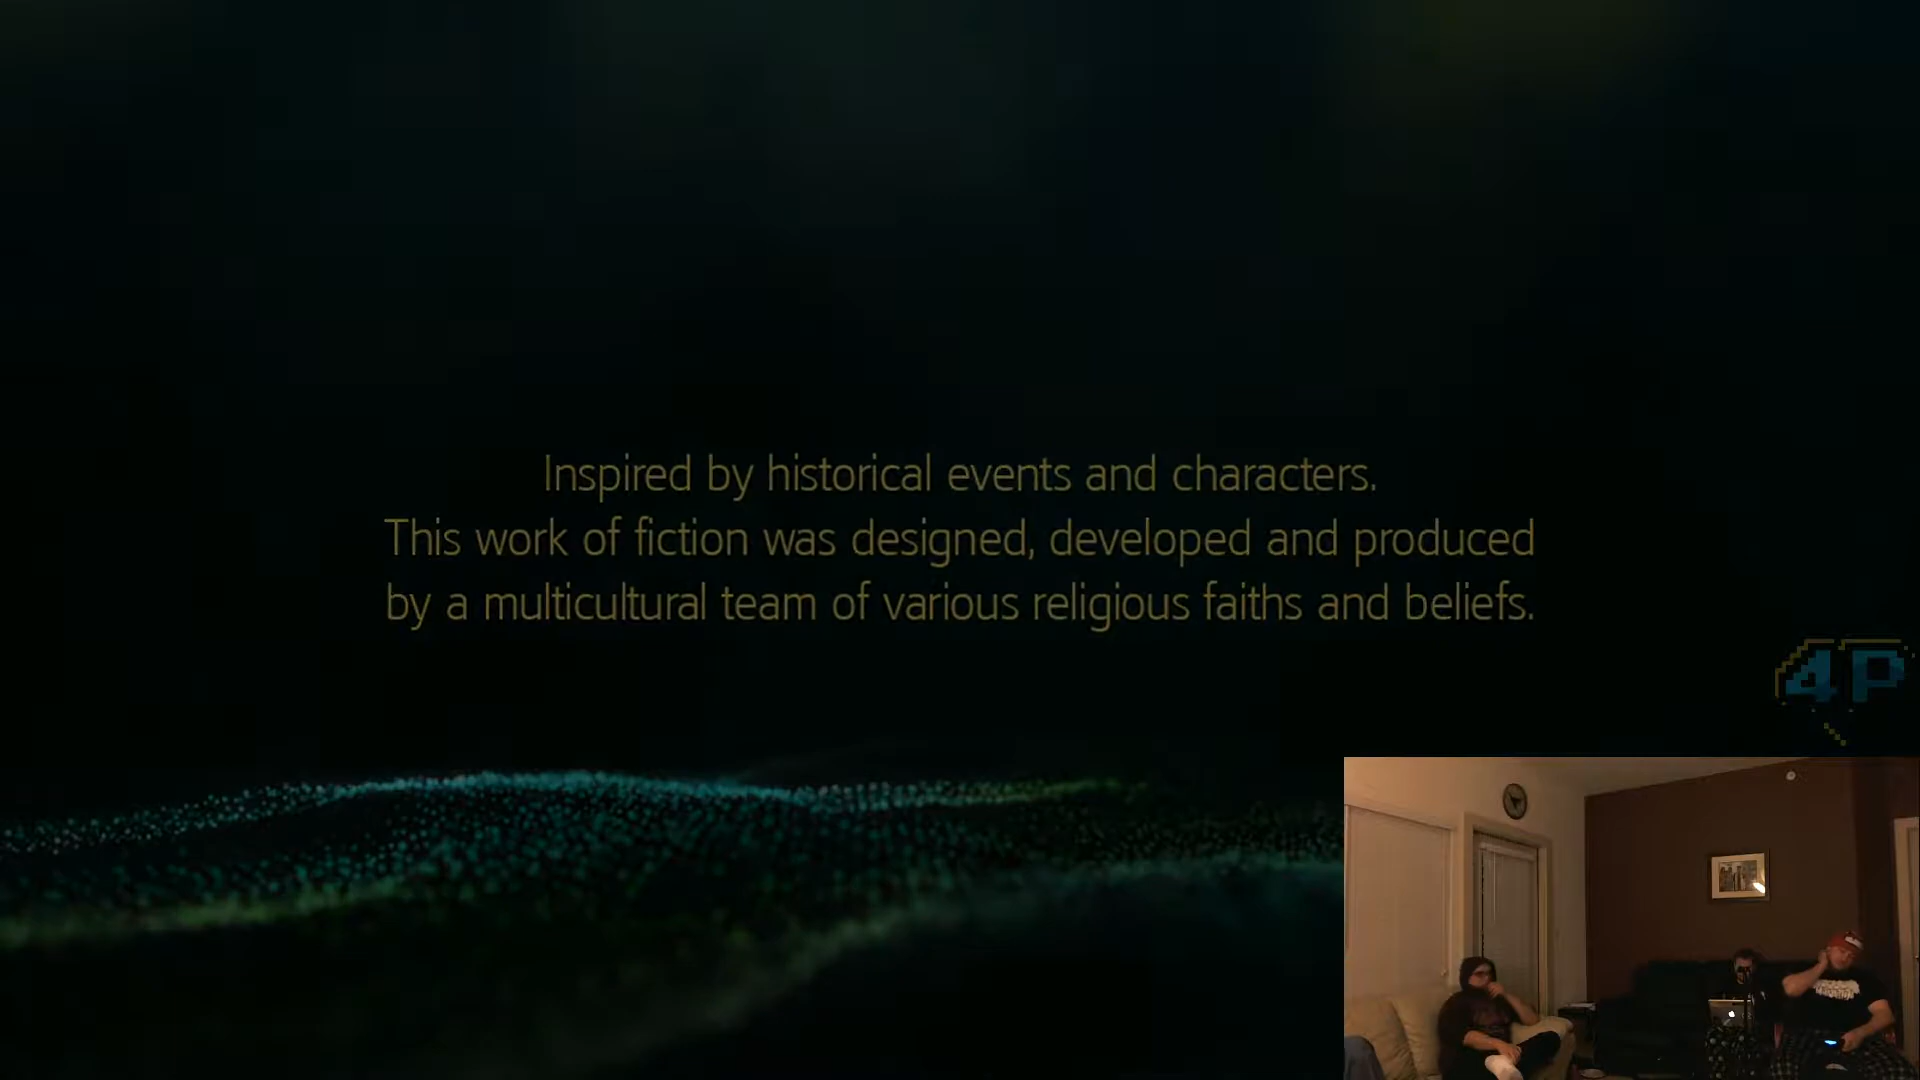 Inspired by historical events and characters.
This work of fiction was designed, developed and produced
by a multicultural team of various religious faiths and beliefs.
4P